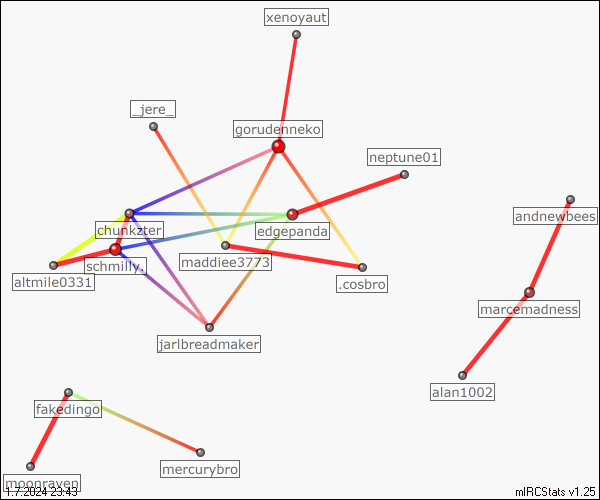 xenoyaut
_jere_
gorudenneko
neptune01
chunkzter
andnewbees
edgepanda
schmilly.
maddiee3773
altmile0331
.cosbro
marcemadness
jarlbreadmaker
alan1002
fakedingo
mercurybro
moonraven
1.7.2024 23:43
mIRCStats v1.25